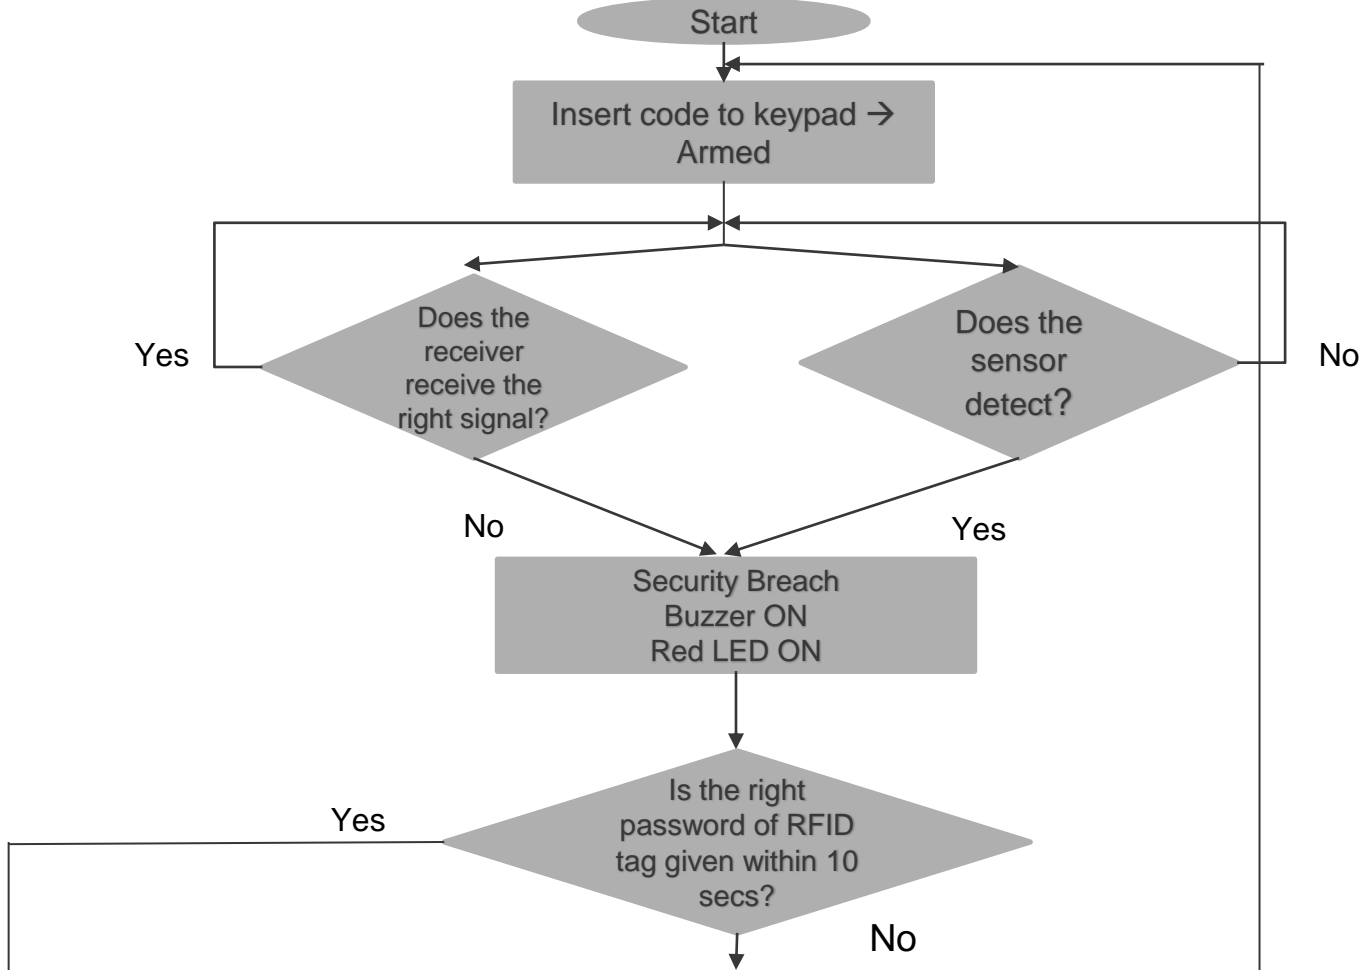 Start
Insert code to keypad →
Armed
Does the
receiver
receive the
right signal?
Yes
Does the
sensor
detect?
No
No
Yes
Security Breach
Buzzer ON
Red LED ON
Is the right
password of RFID
tag given within 10
secs?
Yes
No